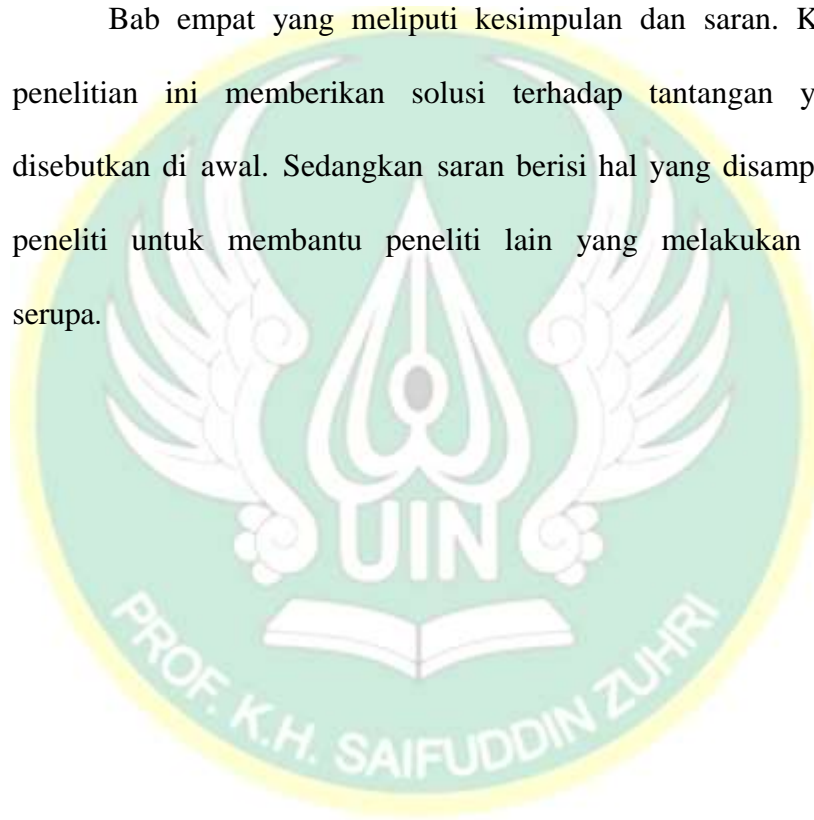 Bab empat yang meliputi kesimpulan dan saran. K
penelitian ini memberikan solusi terhadap tantangan y
disebutkan di awal. Sedangkan saran berisi hal yang disamp
peneliti untuk membantu peneliti lain yang melakukan
serupa.
UIN
PROF. K.H. SAIFUDDIN ZUHRI